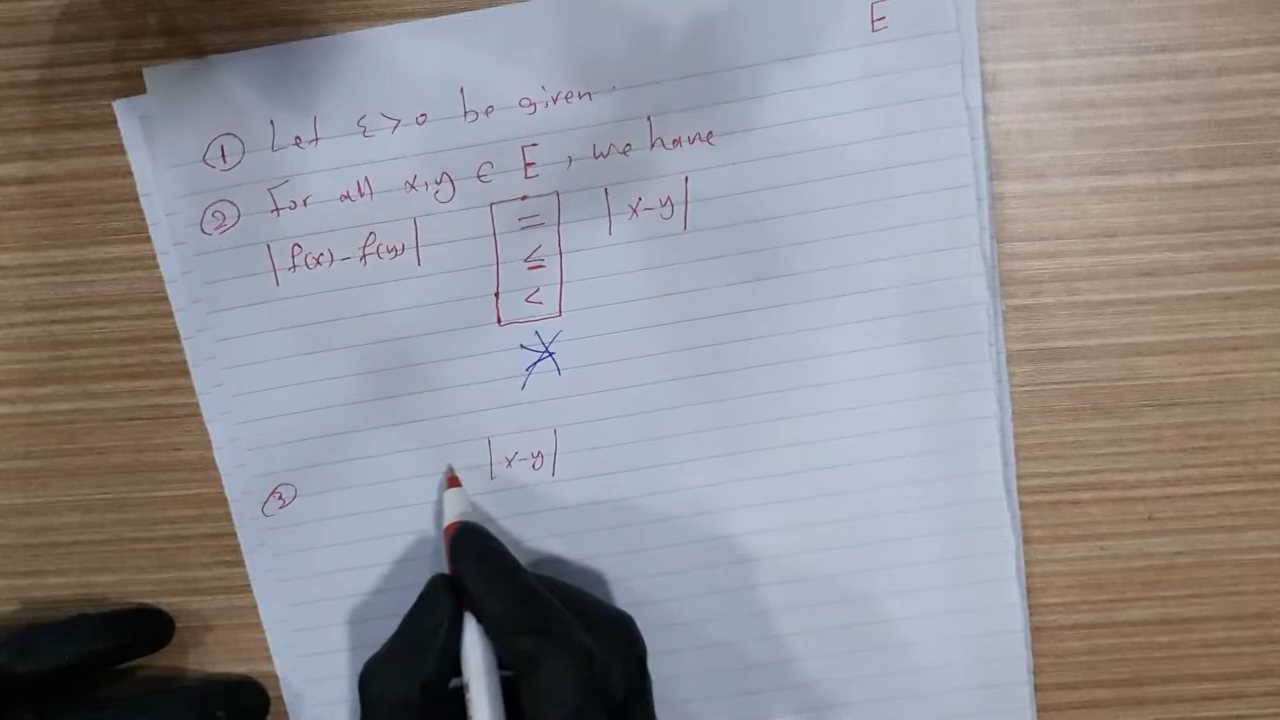 E
① Let ε > 0 be given.
② For all x, y ∈ E, we have
|f(x) - f(y)| = |x-y|
≤
<
|x-y|
③